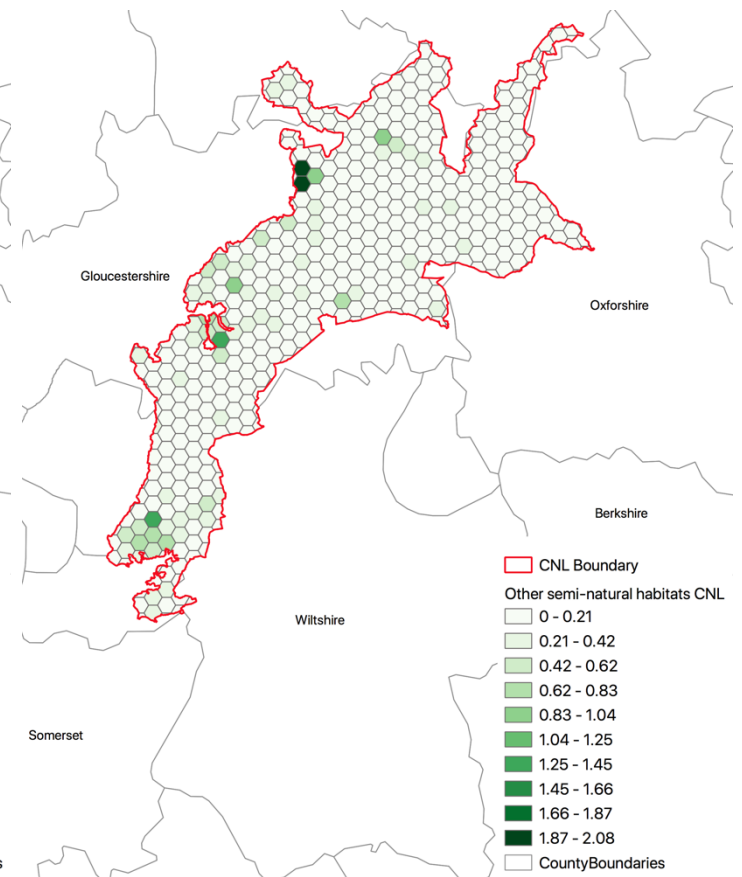 Gloucestershire
Oxforshire
Berkshire
CNL Boundary
Other semi-natural habitats CNL
0 - 0.21
0.21 - 0.42
0.42 - 0.62
0.62 - 0.83
0.83 - 1.04
1.04 - 1.25
1.25 - 1.45
1.45 - 1.66
1.66 - 1.87
1.87 - 2.08
CountyBoundaries
Wiltshire
Somerset
s